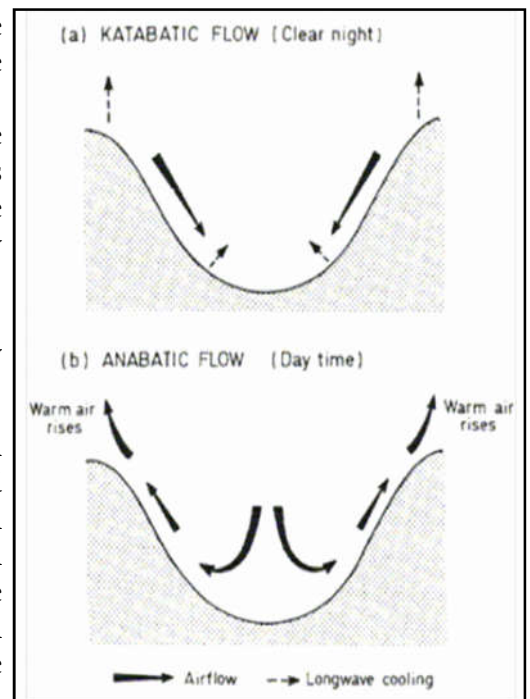 (a) KATABATIC FLOW (Clear night)
(b) ANABATIC FLOW (Day time)
Warm air rises
Warm air rises
Airflow
Longwave cooling